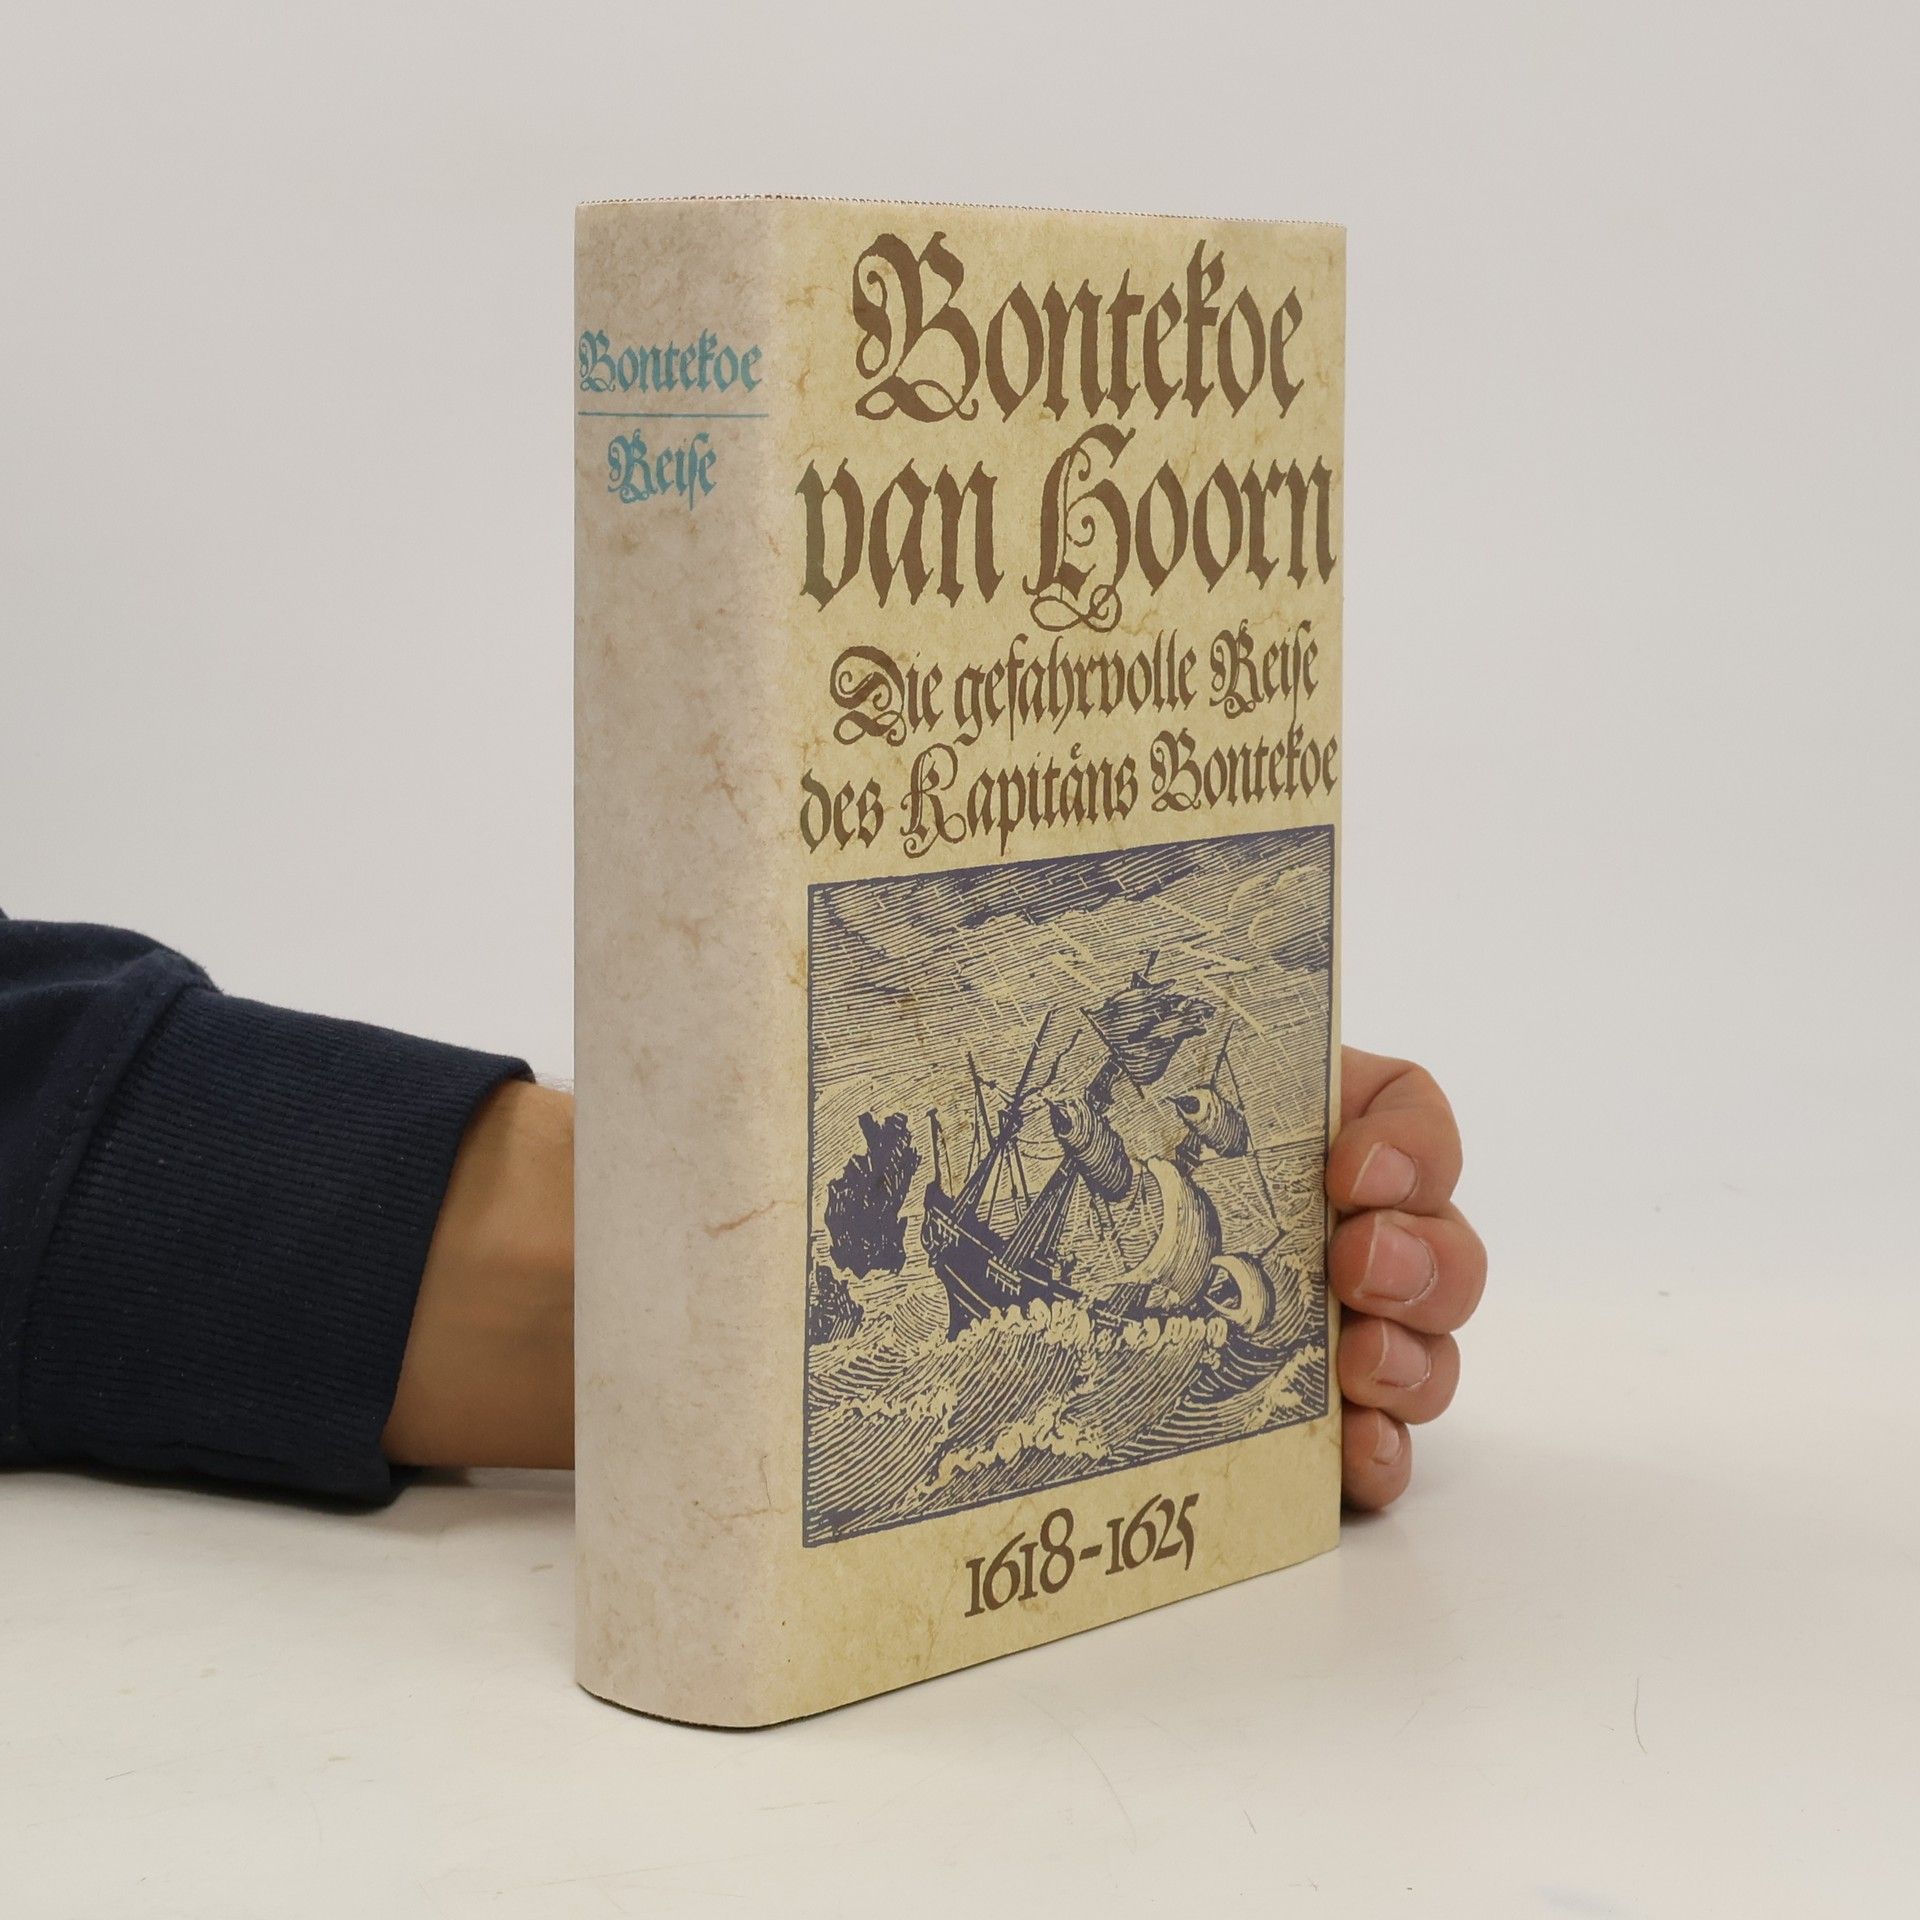 Bontekoe
Reise
Bontekoe
van Hoorn
Die gefahrvolle Reise
des Kapitäns Bontekoe
1618-1625